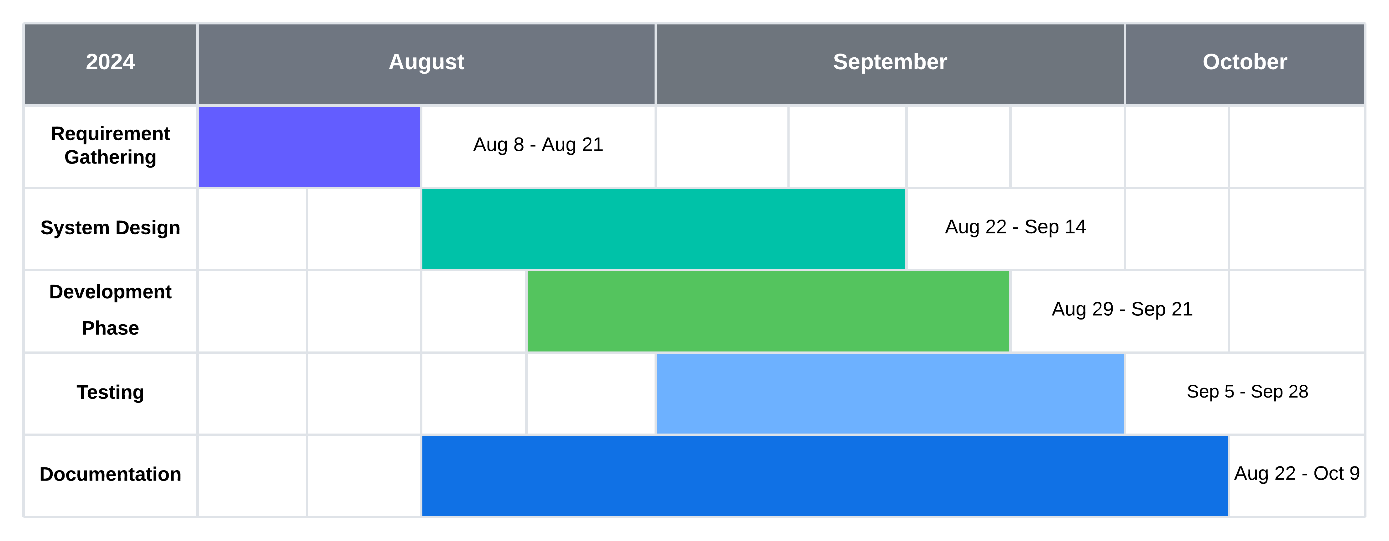 2024 August September October
Requirement
Gathering
Aug 8 - Aug 21
System Design Aug 22 - Sep 14
Development
Phase
Aug 29 - Sep 21
Testing Sep 5 - Sep 28
Documentation Aug 22 - Oct 9